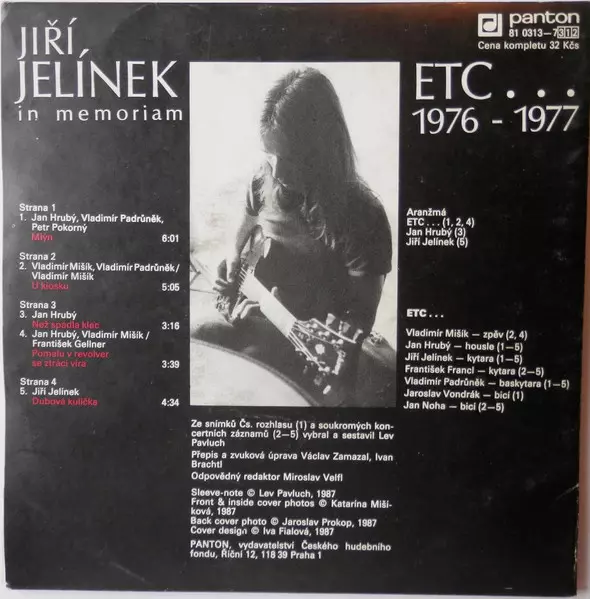 JIŘÍ
JELÍNEK
in memoriam
panton
81 0313–7312
Cena kompletu 32 Kčs
ETC...
1976 - 1977
Strana 1
1. Jan Hrubý, Vladimír Padrůněk,
Petr Pokorný
Mlýn 6:01
Strana 2
2. Vladimír Mišík, Vladimír Padrůněk/
Vladimír Mišík
U kiosku 5:05
Strana 3
3. Jan Hrubý
Než spadla klec 3:16
4. Jan Hrubý, Vladimír Mišík /
František Gellner
Pomalu v revolver
se ztrácí víra 3:39
Strana 4
5. Jiří Jelínek
Dubová kulička 4:34
Aranžmá
ETC... (1, 2, 4)
Jan Hrubý (3)
Jiří Jelínek (5)
ETC...
Vladimír Mišík — zpěv (2, 4)
Jan Hrubý — housle (1—5)
Jiří Jelínek — kytara (1—5)
František Francl — kytara (2—5)
Vladimír Padrůněk — baskytara (1—5)
Jaroslav Vondrák — bicí (1)
Jan Noha — bicí (2—5)
Ze snímků Čs. rozhlasu (1) a soukromých kon-
certních záznamů (2—5) vybral a sestavil Lev
Pavluch
Přepis a zvuková úprava Václav Zamazal, Ivan
Brachtl
Odpovědný redaktor Miroslav Velfl
Sleeve-note © Lev Pavluch, 1987
Front & inside cover photos © Katarína Miší-
ková, 1987
Back cover photo © Jaroslav Prokop, 1987
Cover design © Iva Fialová, 1987
PANTON, vydavatelství Českého hudebního
fondu, Říční 12, 118 39 Praha 1